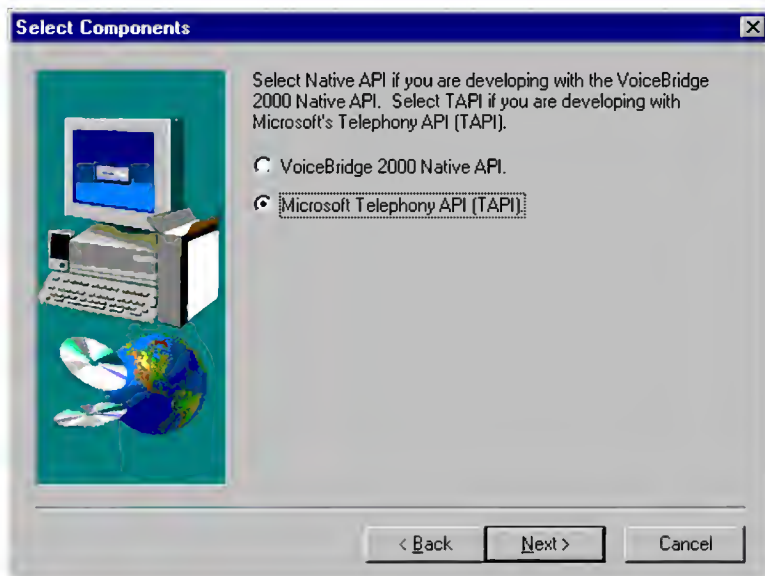 Select Components
Select Native API if you are developing with the VoiceBridge
2000 Native API. Select TAPI if you are developing with
Microsoft's Telephony API (TAPI).
VoiceBridge 2000 Native API.
Microsoft Telephony API (TAPI).
< Back
Next >
Cancel